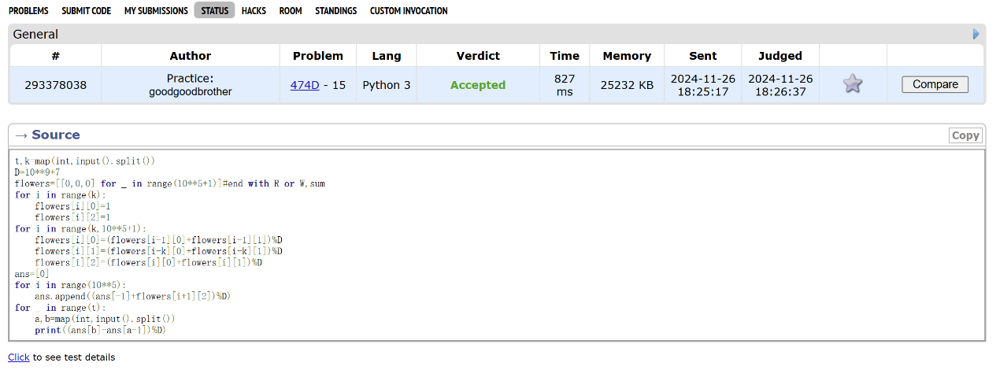 PROBLEMS SUBMIT CODE MY SUBMISSIONS STATUS HACKS ROOM STANDINGS CUSTOM INVOCATION
General
# Author Problem Lang Verdict Time Memory Sent Judged
293378038 Practice: goodgoodbrother 474D - 15 Python 3 Accepted 827 ms 25232 KB 2024-11-26 18:25:17 2024-11-26 18:26:37 Compare
→ Source Copy
t,k=map(int,input().split())
D=10**9+7
flowers=[[0,0,0] for _ in range(10**5+1)]#end with R or W,sum
for i in range(k):
    flowers[i][0]=1
    flowers[i][2]=1
for i in range(k,10**5+1):
    flowers[i][0]=(flowers[i-1][0]+flowers[i-1][1])%D
    flowers[i][1]=(flowers[i-k][0]+flowers[i-k][1])%D
    flowers[i][2]=(flowers[i][0]+flowers[i][1])%D
ans=[0]
for i in range(10**5):
    ans.append((ans[-1]+flowers[i+1][2])%D)
for _ in range(t):
    a,b=map(int,input().split())
    print((ans[b]-ans[a-1])%D)
Click to see test details